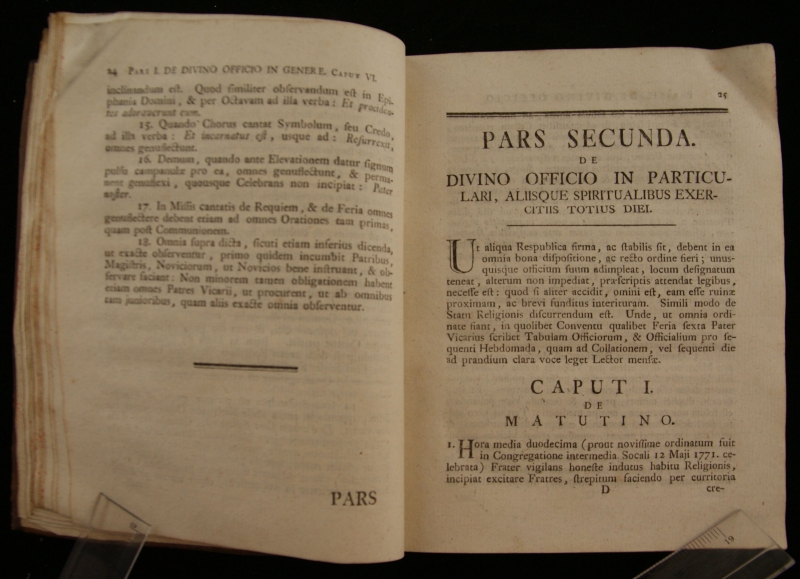 24 PARS I. DE DIVINO OFFICIO IN GENERE. CAPUT VI.
inclinandum eſt. Quod ſimiliter obſervandum eſt in Epi-
phania Domini, & per Octavam ad illa verba: Et prociden-
tes adoraverunt eum.
15. Quando Chorus cantat Symbolum, ſeu Credo,
ad illa verba: Et incarnatus eſt, uſque ad: Reſurrexit,
omnes genuflectunt.
16. Demum, quando ante Elevationem datur ſignum
pulſu campanulæ pro ea, omnes genuflectunt, & perma-
nent genuflexi, quouſque Celebrans non incipiat: Pater
noſter.
17. In Miſſis cantatis de Requiem, & de Feria omnes
genuflectere debent etiam ad omnes Orationes tam primas,
quam poſt Communionem.
18. Omnia ſupra dicta, ſicuti etiam inferius dicenda,
ut exacte obſerventur, primo quidem incumbit Patribus,
Magiſtris, Noviciorum, ut Novicios bene inſtruant, & ob-
ſervare faciant: Non minorem tamen obligationem habent
etiam omnes Patres Vicarii, ut procurent, ut ab omnibus
tam junioribus, quam aliis exacte omnia obſerventur.
PARS
25
PARS SECUNDA.
DE
DIVINO OFFICIO IN PARTICU-
LARI, ALIISQUE SPIRITUALIBUS EXER-
CITIIS TOTIUS DIEI.
Ut aliqua Respublica firma, ac ſtabilis ſit, debent in ea
omnia bona diſpoſitione, ac recto ordine fieri; unus-
quisque officium ſuum adimpleat, locum deſignatum
teneat, alterum non impediat, præſcriptis attendat legibus,
neceſſe eſt: quod ſi aliter accidit, omini eſt, eam eſſe ruinæ
proximam, ac brevi funditus interituram. Simili modo de
Statu Religionis diſcurrendum eſt. Unde, ut omnia ordi-
nate fiant, in quolibet Conventu qualibet Feria ſexta Pater
Vicarius ſcribet Tabulam Officiorum, & Officialium pro ſe-
quenti Hebdomada, quam ad Collationem, vel ſequenti die
ad prandium clara voce leget Lector menſæ.
CAPUT I.
DE
MATUTINO.
1. Hora media duodecima (prout noviſſime ordinatum fuit
in Congregatione intermedia Socali 12 Maji 1771. ce-
lebrata) Frater vigilans honeſte indutus habitu Religionis,
incipiat excitare Fratres, ſtrepitum faciendo per curritoria
D cre-
19